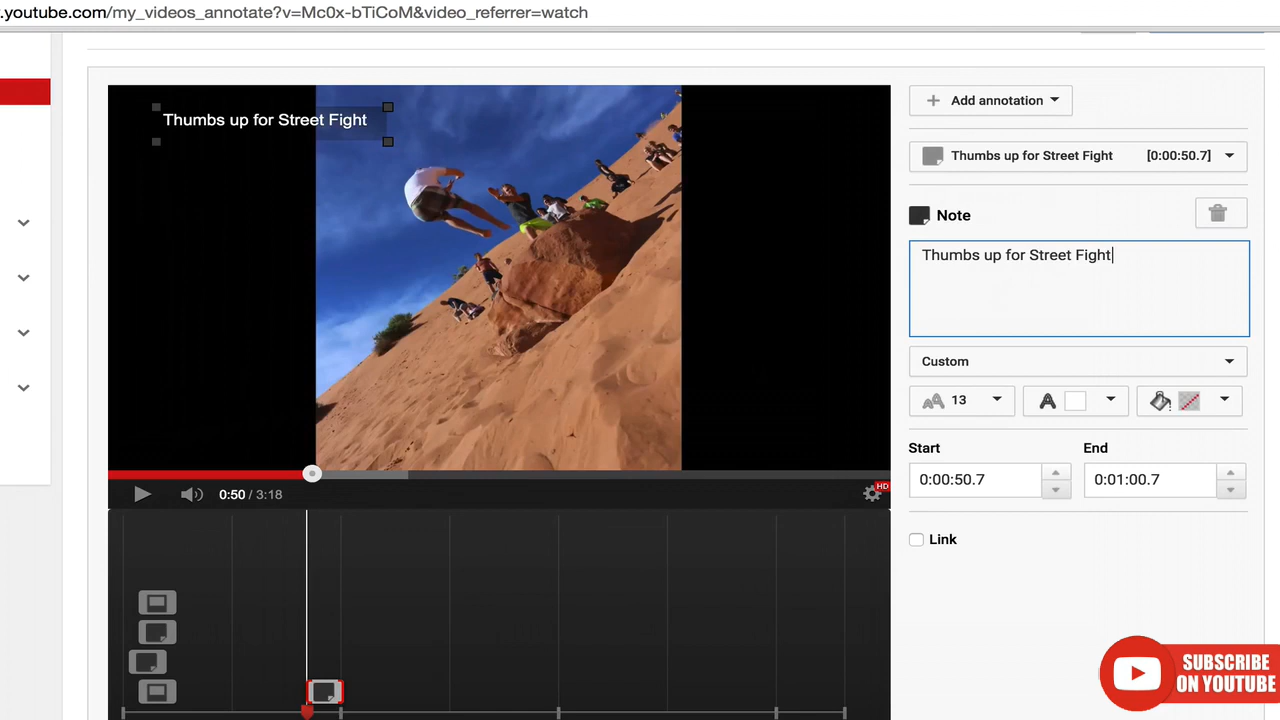 .youtube.com/my_videos_annotate?v=Mc0x-bTiCoM&video_referrer=watch
Thumbs up for Street Fight
Add annotation
Thumbs up for Street Fight [0:00:50.7]
Note
Thumbs up for Street Fight
Custom
13
Start End
0:00:50.7 0:01:00.7
0:50 / 3:18
HD
Link
SUBSCRIBE
ON YOUTUBE